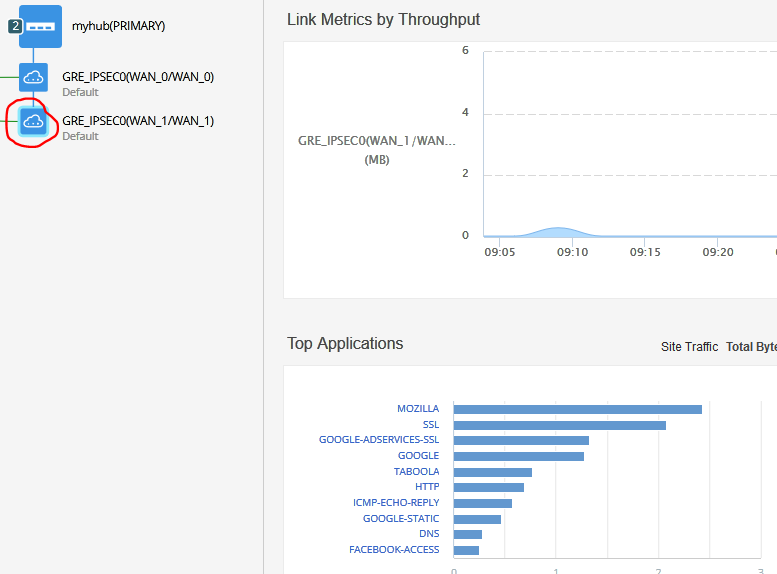 2
myhub(PRIMARY)
GRE_IPSEC0(WAN_0/WAN_0)
Default
GRE_IPSEC0(WAN_1/WAN_1)
Default
Link Metrics by Throughput
GRE_IPSEC0(WAN_1/WAN...
(MB)
6
4
2
0
09:05 09:10 09:15 09:20
Top Applications
Site Traffic Total Byte
MOZILLA
SSL
GOOGLE-ADSERVICES-SSL
GOOGLE
TABOOLA
HTTP
ICMP-ECHO-REPLY
GOOGLE-STATIC
DNS
FACEBOOK-ACCESS
0 1 2 3